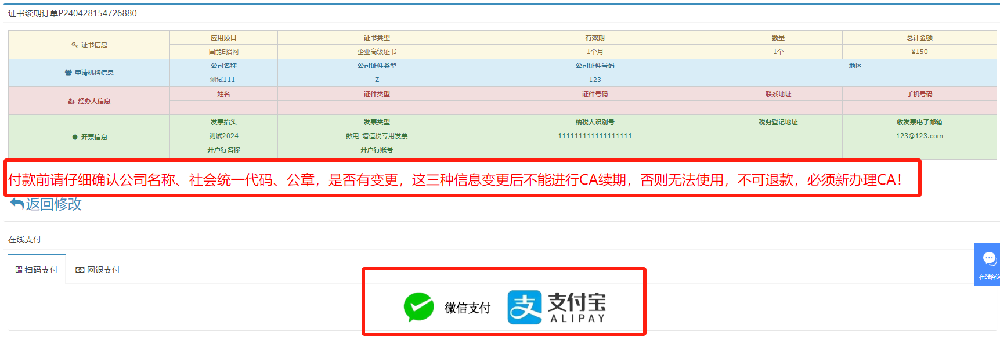 证书续期订单P240428154726880
证书信息
应用项目 证书类型 有效期 数量 总计金额
国能E招网 企业高级证书 1个月 1个 ¥150
申请机构信息
公司名称 公司证件类型 公司证件号码 地区
测试111 Z 123
经办人信息
姓名 证件类型 证件号码 联系地址 手机号码
开票信息
发票抬头 发票类型 纳税人识别号 税务登记地址 收发票电子邮箱
测试2024 数电-增值税专用发票 111111111111111111 123@123.com
开户行名称 开户行账号
付款前请仔细确认公司名称、社会统一代码、公章，是否有变更，这三种信息变更后不能进行CA续期，否则无法使用，不可退款，必须新办理CA！
返回修改
在线支付
扫码支付 网银支付
在线咨询
微信支付 支付宝
ALIPAY